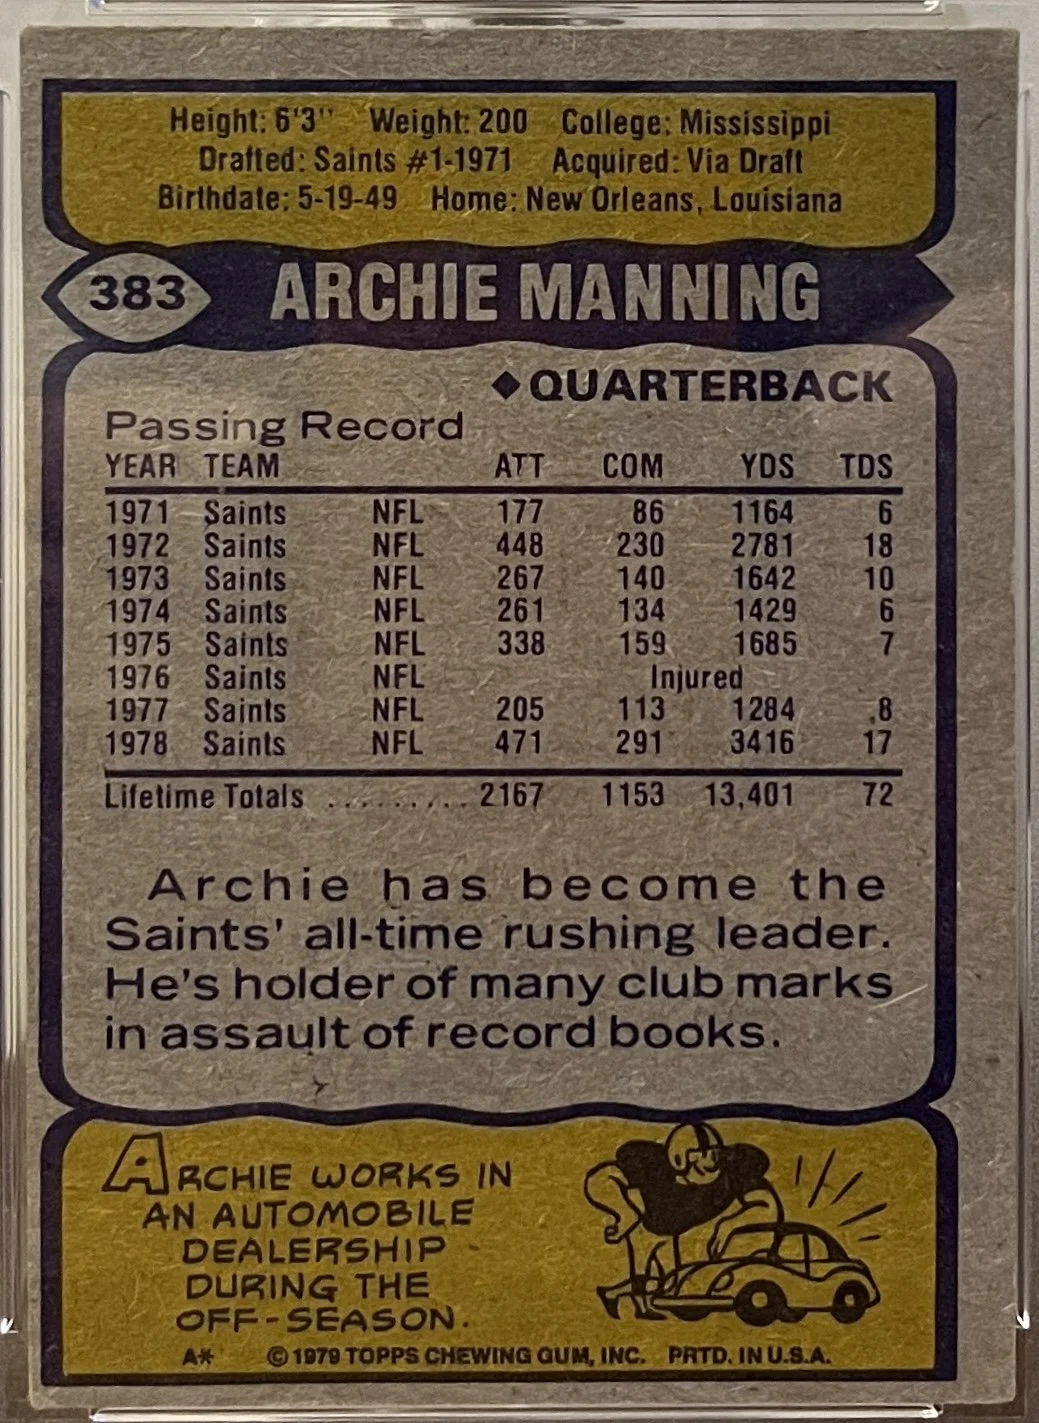 Height: 6'3" Weight: 200 College: Mississippi
Drafted: Saints #1-1971 Acquired: Via Draft
Birthdate: 5-19-49 Home: New Orleans, Louisiana
383 ARCHIE MANNING
◆QUARTERBACK
Passing Record
YEAR TEAM ATT COM YDS TDS
1971 Saints NFL 177 86 1164 6
1972 Saints NFL 448 230 2781 18
1973 Saints NFL 267 140 1642 10
1974 Saints NFL 261 134 1429 6
1975 Saints NFL 338 159 1685 7
1976 Saints NFL Injured
1977 Saints NFL 205 113 1284 8
1978 Saints NFL 471 291 3416 17
Lifetime Totals ......... 2167 1153 13,401 72
Archie has become the
Saints' all-time rushing leader.
He's holder of many club marks
in assault of record books.
ARCHIE WORKS IN
AN AUTOMOBILE
DEALERSHIP
DURING THE
OFF-SEASON.
A* © 1979 TOPPS CHEWING GUM, INC. PRTD. IN U.S.A.